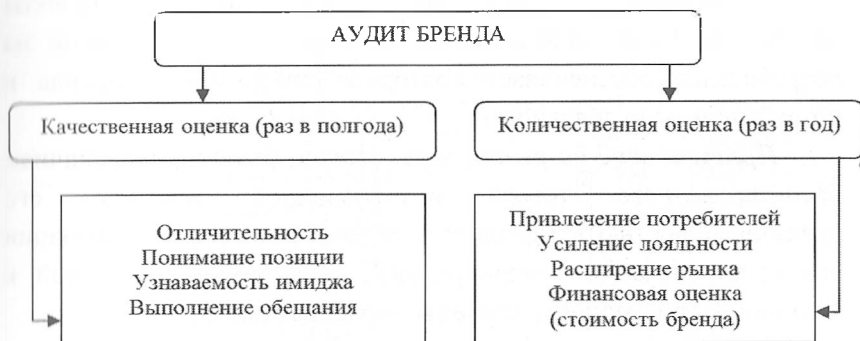 АУДИТ БРЕНДА
Качественная оценка (раз в полгода)
Количественная оценка (раз в год)
Отличительность
Понимание позиции
Узнаваемость имиджа
Выполнение обещания
Привлечение потребителей
Усиление лояльности
Расширение рынка
Финансовая оценка
(стоимость бренда)